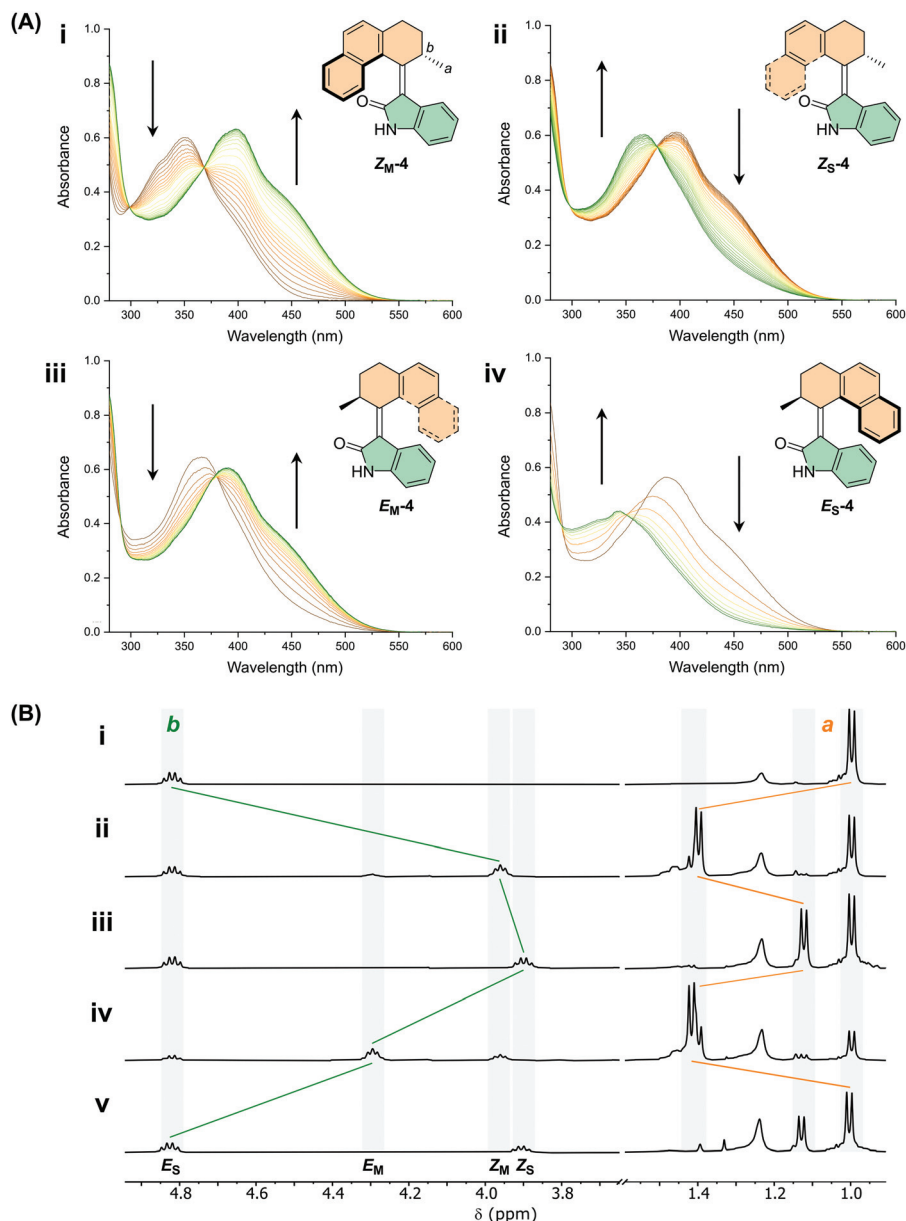 (A)
i
ii
1.0
0.8
0.6
0.4
0.2
0.0
Absorbance
300 350 400 450 500 550 600
Wavelength (nm)
b
a
O
HN
ZM-4
1.0
0.8
0.6
0.4
0.2
0.0
Absorbance
300 350 400 450 500 550 600
Wavelength (nm)
O
HN
ZS-4
iii
iv
1.0
0.8
0.6
0.4
0.2
0.0
Absorbance
300 350 400 450 500 550 600
Wavelength (nm)
O
HN
EM-4
1.0
0.8
0.6
0.4
0.2
0.0
Absorbance
300 350 400 450 500 550 600
Wavelength (nm)
O
HN
ES-4
(B)
b a
i
ii
iii
iv
v
ES EM ZM ZS
4.8 4.6 4.4 4.2 4.0 3.8 1.4 1.2 1.0
δ (ppm)